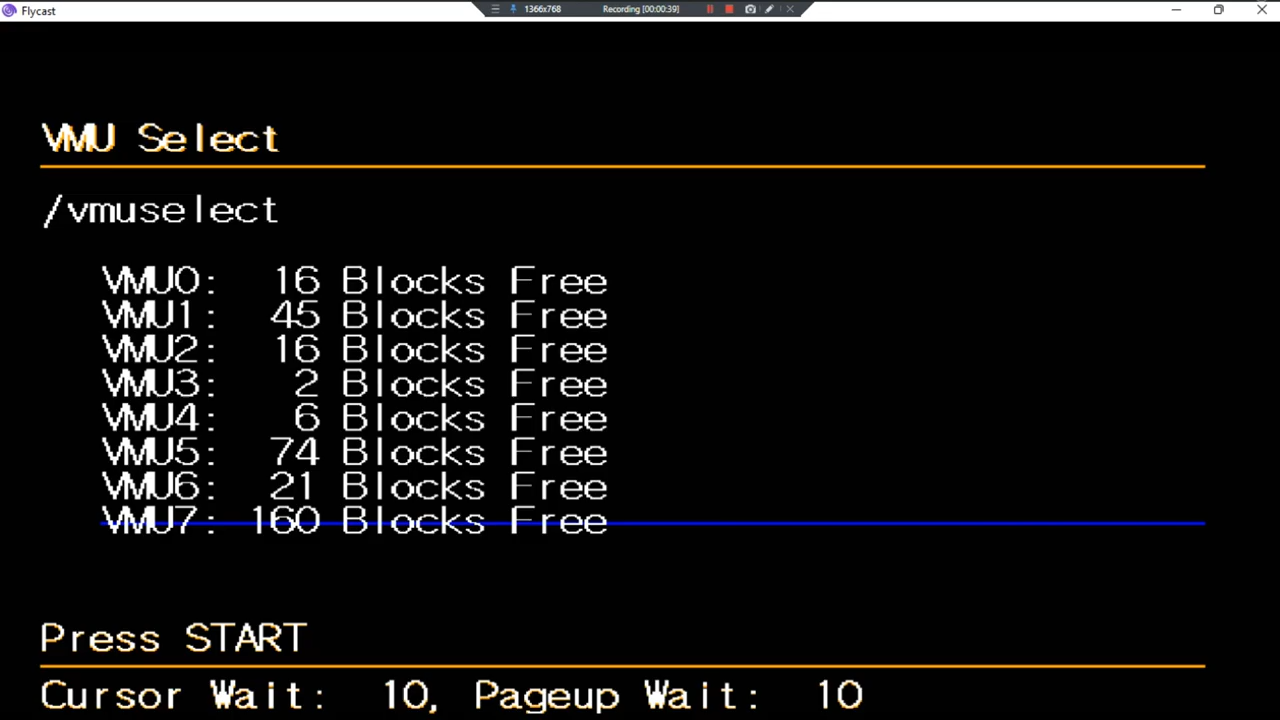 Flycast
1366x768 Recording [00:00:39]
VMU Select
/vmuselect
VMU0: 16 Blocks Free
VMU1: 45 Blocks Free
VMU2: 16 Blocks Free
VMU3: 2 Blocks Free
VMU4: 6 Blocks Free
VMU5: 74 Blocks Free
VMU6: 21 Blocks Free
VMU7: 160 Blocks Free
Press START
Cursor Wait: 10, Pageup Wait: 10